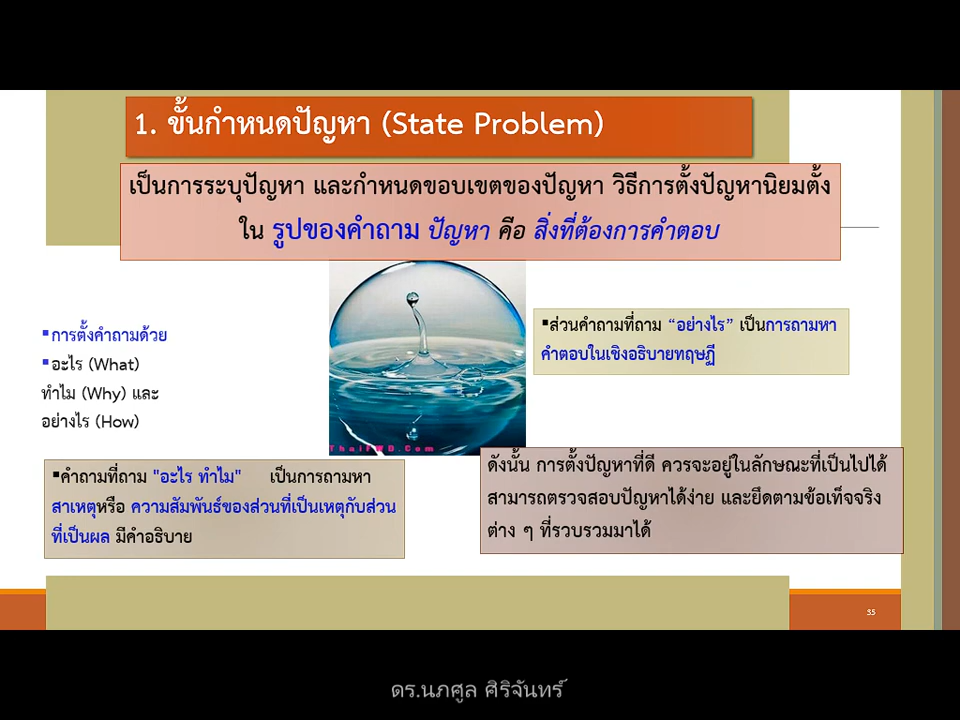 1. ขั้นกำหนดปัญหา (State Problem)
เป็นการระบุปัญหา และกำหนดขอบเขตของปัญหา วิธีการตั้งปัญหานิยมตั้ง
ใน รูปของคำถาม ปัญหา คือ สิ่งที่ต้องการคำตอบ
▪การตั้งคำถามด้วย
▪อะไร (What)
ทำไม (Why) และ
อย่างไร (How)
▪ส่วนคำถามที่ถาม “อย่างไร” เป็นการถามหา
คำตอบในเชิงอธิบายทฤษฏี
ThaiFWD.Com
▪คำถามที่ถาม "อะไร ทำไม" เป็นการถามหา
สาเหตุหรือ ความสัมพันธ์ของส่วนที่เป็นเหตุกับส่วน
ที่เป็นผล มีคำอธิบาย
ดังนั้น การตั้งปัญหาที่ดี ควรจะอยู่ในลักษณะที่เป็นไปได้
สามารถตรวจสอบปัญหาได้ง่าย และยึดตามข้อเท็จจริง
ต่าง ๆ ที่รวบรวมมาได้
55
ดร.นภศูล ศิริจันทร์